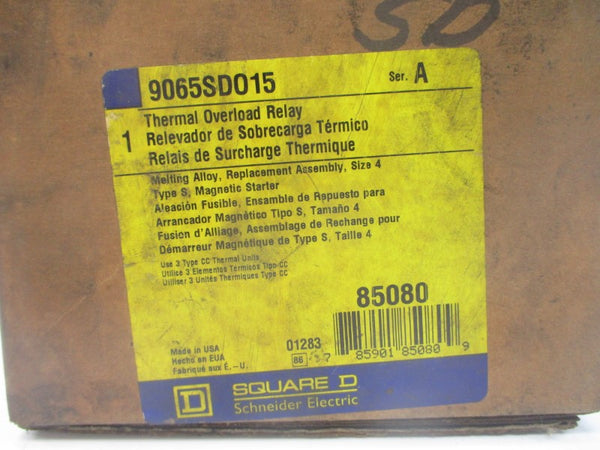 SD
9065SDO15
Ser. A
1
Thermal Overload Relay
Relevador de Sobrecarga Térmico
Relais de Surcharge Thermique
Melting Alloy, Replacement Assembly, Size 4
Type S, Magnetic Starter
Aleación Fusible, Ensamble de Repuesto para
Arrancador Magnético Tipo S, Tamaño 4
Fusion d'Alliage, Assemblage de Rechange pour
Démarreur Magnétique de Type S, Taille 4
Use 3 Type CC Thermal Units
Utilice 3 Elementos Termicos Tipo CC
Utiliser 3 Unités Thermiques Type CC
85080
01283
86
85901 85080 9
Made in USA
Hecho en EUA
Fabriqué aux E.-U.
D SQUARE D
Schneider Electric